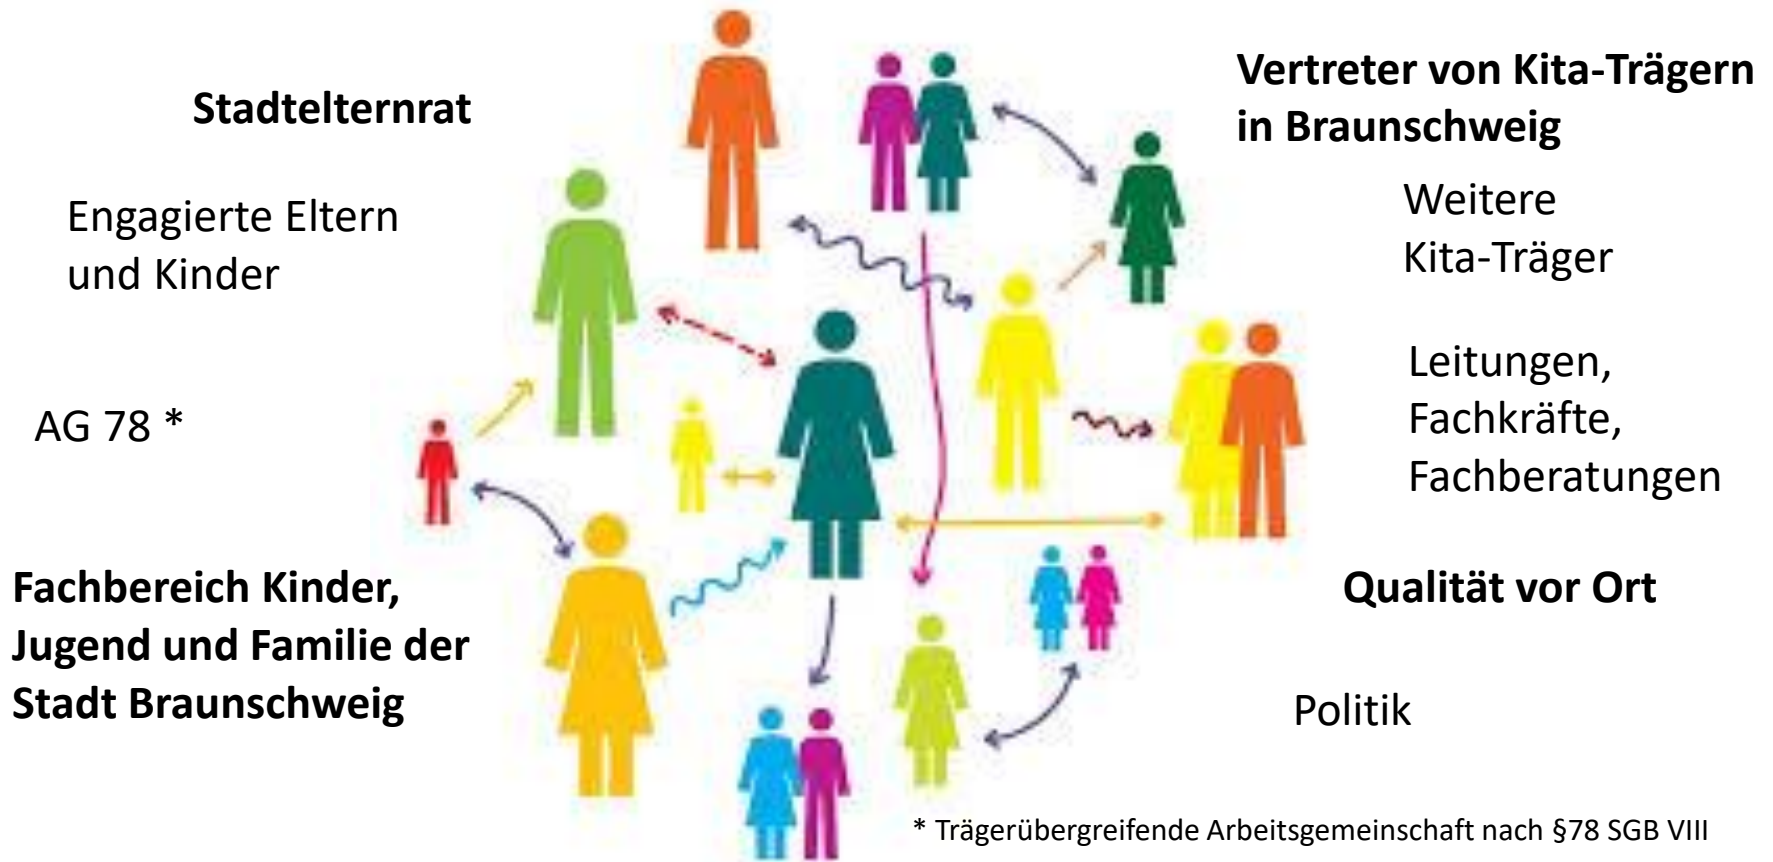 Stadtelternrat
Engagierte Eltern
und Kinder
AG 78 *
Fachbereich Kinder,
Jugend und Familie der
Stadt Braunschweig
Vertreter von Kita-Trägern
in Braunschweig
Weitere
Kita-Träger
Leitungen,
Fachkräfte,
Fachberatungen
Qualität vor Ort
Politik
* Trägerübergreifende Arbeitsgemeinschaft nach §78 SGB VIII